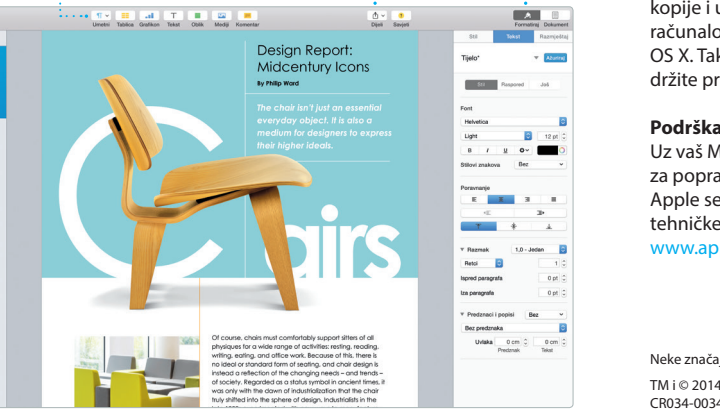 Umetni Tablica Grafikon Tekst Oblik Mediji Komentar
Dijeli Savjeti
Formatiraj Dokument
Design Report:
Midcentury Icons
By Philip Ward
The chair isn't just an essential
everyday object. It is also a
medium for designers to express
their higher ideals.
C
airs
Of course, chairs must comfortably support sitters of all
physiques for a wide range of activities: resting, reading,
writing, eating, and office work. Because of this, there is
no ideal or standard form of seating, and chair design is
instead a reflection of the changing needs – and trends –
of society. Regarded as a status symbol in ancient times, it
was only with the dawn of industrialization that the chair
truly shifted into the sphere of design. Industrialists in the
Stil Tekst Razmještaj
Tijelo*
Ažuriraj
Stil Raspored Još
Font
Helvetica
Light 12 pt
B I U
Stilovi znakova Bez
Poravnanje
Razmak 1,0 - Jedan
Retci 1
Ispred paragrafa 0 pt
Iza paragrafa 0 pt
Predznaci i popisi Bez
Bez predznaka
Uvlaka 0 cm 0 cm
Predznak Tekst
kopije i u
računalo
OS X. Tak
držite pr
Podrška
Uz vaš M
za popra
Apple se
tehničke
www.ap
Neke značaj
TM i © 2014
CR034-0034